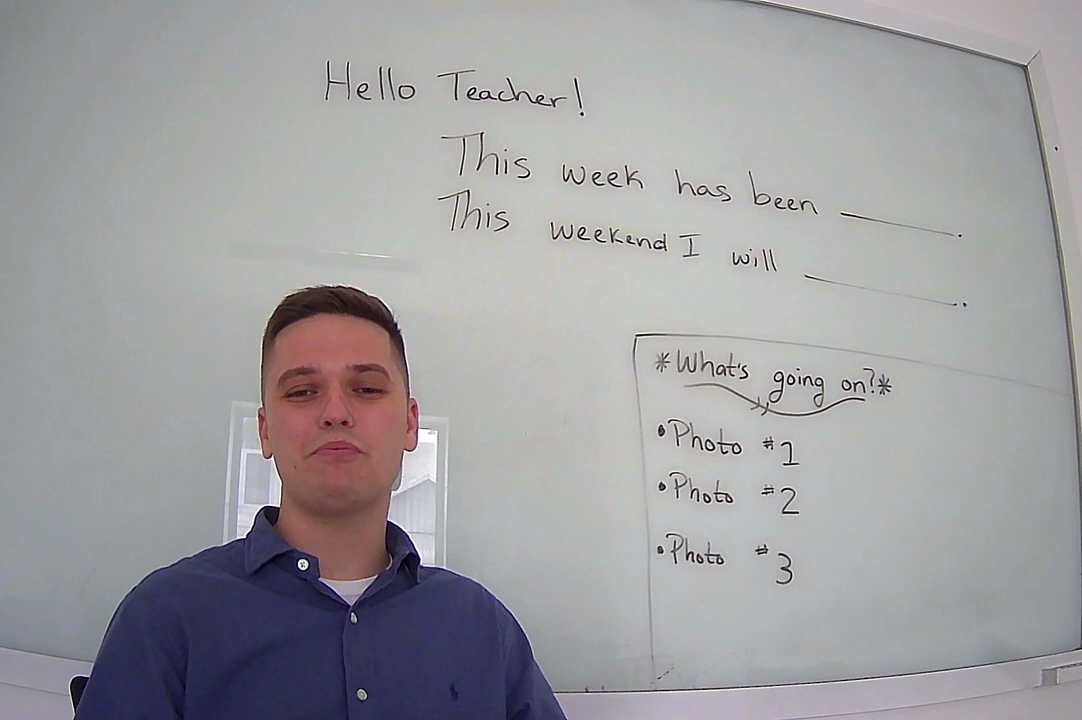 Hello Teacher!
This week has been ______.
This weekend I will ______.
*What's going on?*
•Photo #1
•Photo #2
•Photo #3